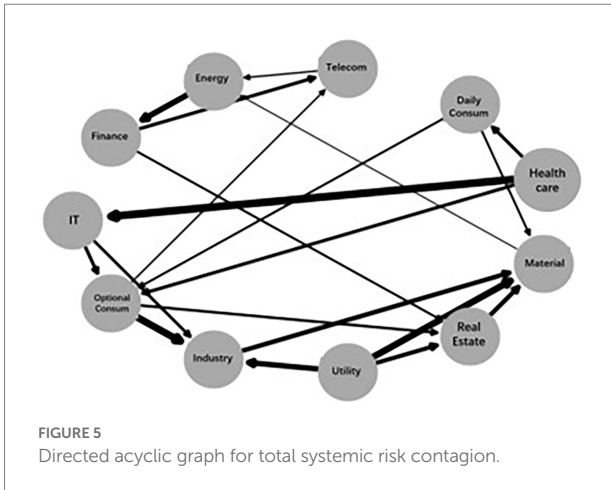 Telecom
Energy
Daily
Consum
Finance
Health
care
IT
Material
Optional
Consum
Real
Estate
Industry
Utility
FIGURE 5
Directed acyclic graph for total systemic risk contagion.